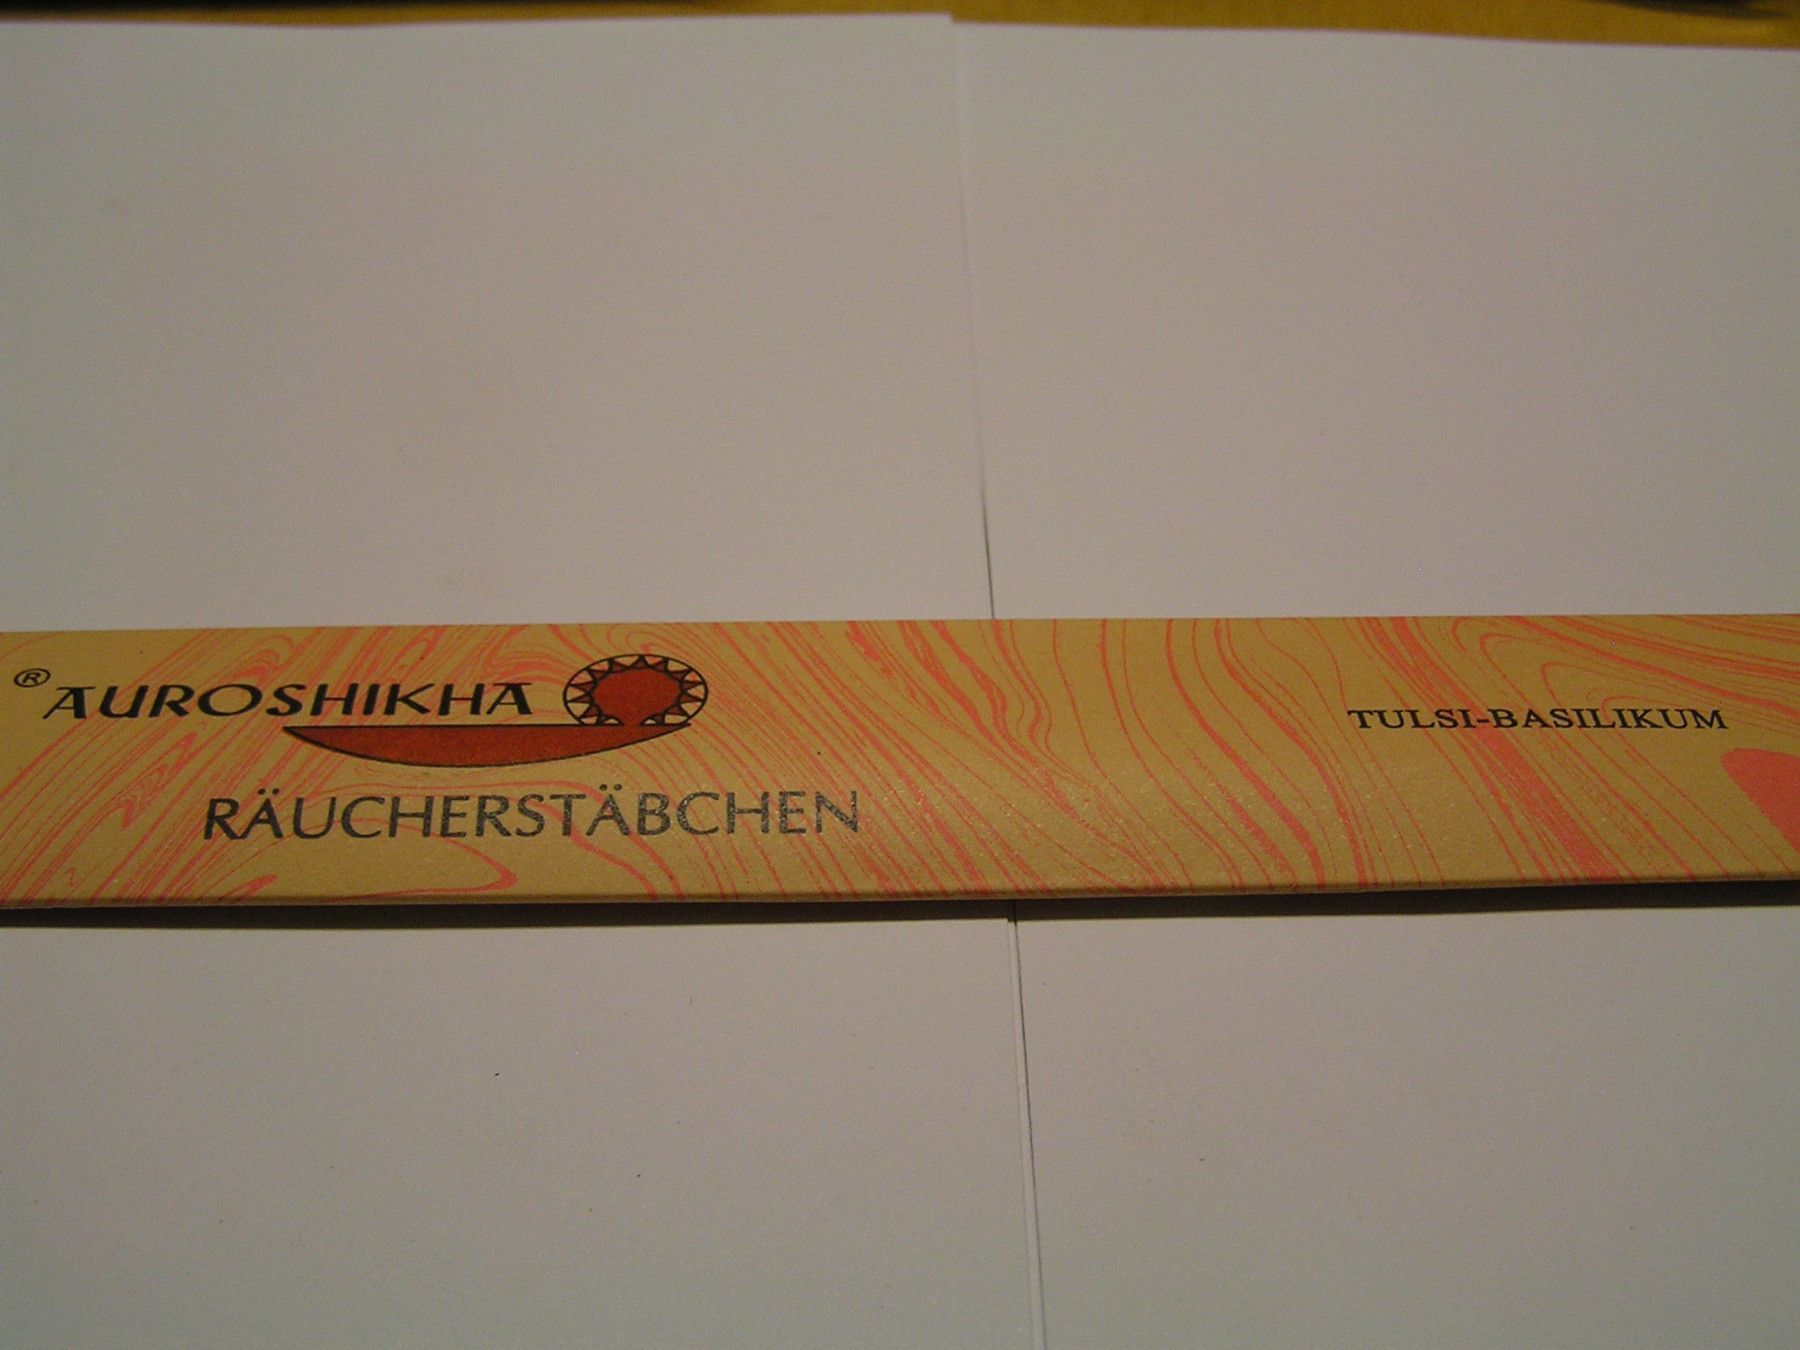 ® AUROSHIKHA
RÄUCHERSTÄBCHEN
TULSI-BASILIKUM